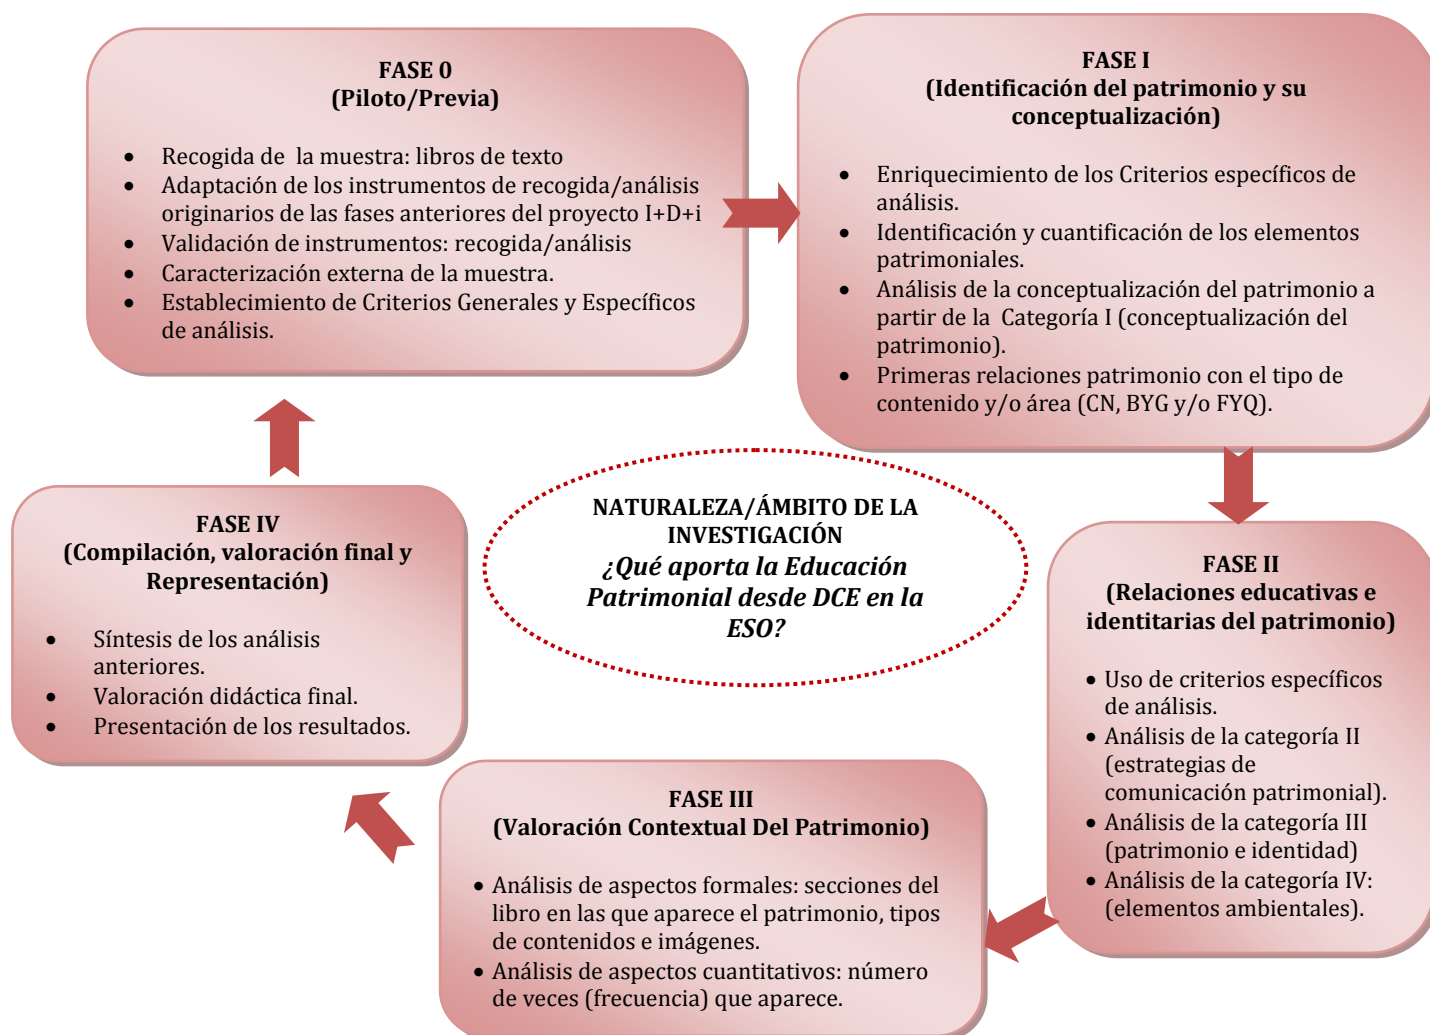 FASE 0
(Piloto/Previa)
• Recogida de la muestra: libros de texto
• Adaptación de los instrumentos de recogida/análisis
originarios de las fases anteriores del proyecto I+D+i
• Validación de instrumentos: recogida/análisis
• Caracterización externa de la muestra.
• Establecimiento de Criterios Generales y Específicos
de análisis.
FASE I
(Identificación del patrimonio y su
conceptualización)
• Enriquecimiento de los Criterios específicos de
análisis.
• Identificación y cuantificación de los elementos
patrimoniales.
• Análisis de la conceptualización del patrimonio a
partir de la Categoría I (conceptualización del
patrimonio).
• Primeras relaciones patrimonio con el tipo de
contenido y/o área (CN, BYG y/o FYQ).
NATURALEZA/ÁMBITO DE LA
INVESTIGACIÓN
¿Qué aporta la Educación
Patrimonial desde DCE en la
ESO?
FASE II
(Relaciones educativas e
identitarias del patrimonio)
• Uso de criterios específicos
de análisis.
• Análisis de la categoría II
(estrategias de
comunicación patrimonial).
• Análisis de la categoría III
(patrimonio e identidad)
• Análisis de la categoría IV:
(elementos ambientales).
FASE III
(Valoración Contextual Del Patrimonio)
• Análisis de aspectos formales: secciones del
libro en las que aparece el patrimonio, tipos
de contenidos e imágenes.
• Análisis de aspectos cuantitativos: número
de veces (frecuencia) que aparece.
FASE IV
(Compilación, valoración final y
Representación)
• Síntesis de los análisis
anteriores.
• Valoración didáctica final.
• Presentación de los resultados.